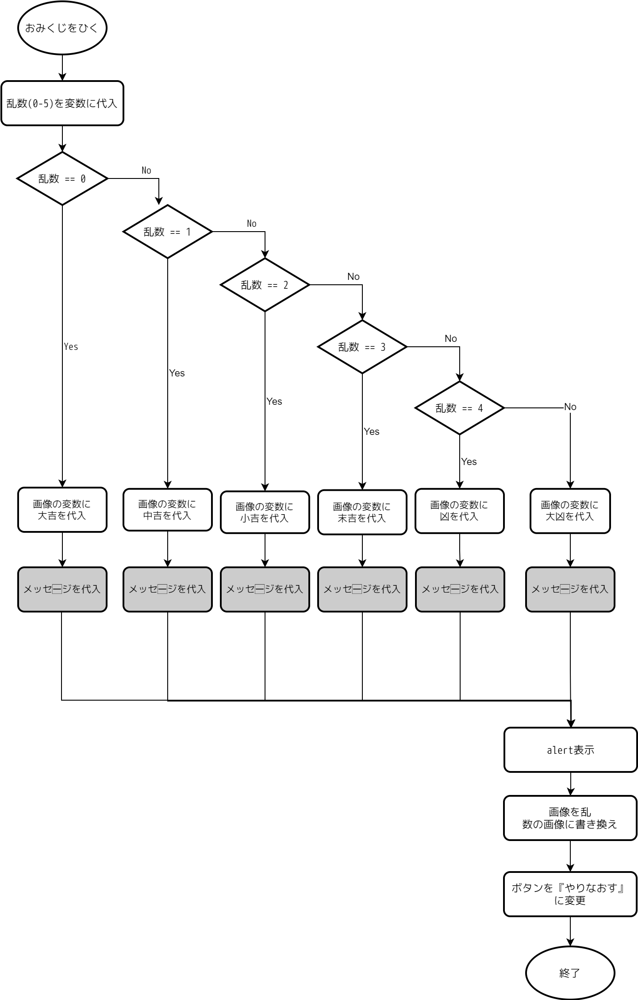 おみくじをひく
乱数(0-5)を変数に代入
乱数 == 0
No
乱数 == 1
No
乱数 == 2
No
乱数 == 3
No
乱数 == 4
No
Yes
Yes
Yes
Yes
Yes
画像の変数に
大吉を代入
画像の変数に
中吉を代入
画像の変数に
小吉を代入
画像の変数に
末吉を代入
画像の変数に
凶を代入
画像の変数に
大凶を代入
メッセージを代入
メッセージを代入
メッセージを代入
メッセージを代入
メッセージを代入
メッセージを代入
alert表示
画像を乱
数の画像に書き換え
ボタンを『やりなおす』
に変更
終了